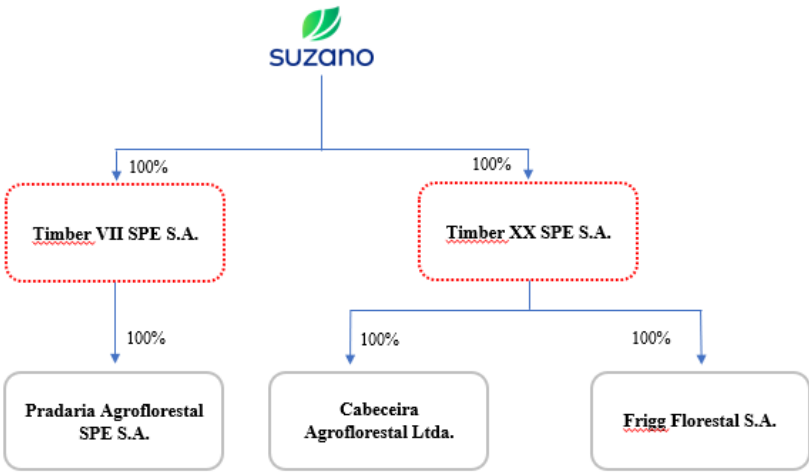 suzano
100%
100%
Timber VII SPE S.A.
Timber XX SPE S.A.
100%
100%
100%
Pradaria Agroflorestal
SPE S.A.
Cabeceira
Agroflorestal Ltda.
Frigg Florestal S.A.